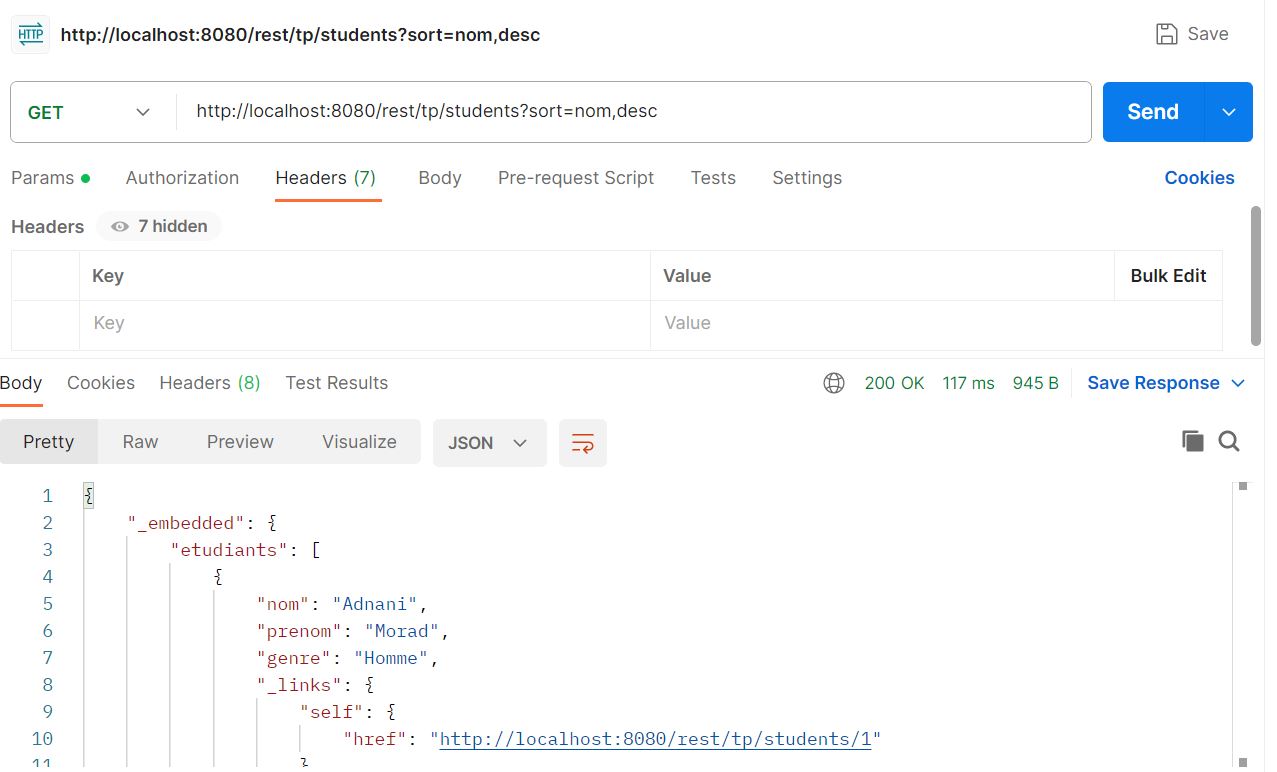 HTTP http://localhost:8080/rest/tp/students?sort=nom,desc Save
GET http://localhost:8080/rest/tp/students?sort=nom,desc Send
Params Authorization Headers (7) Body Pre-request Script Tests Settings Cookies
Headers 7 hidden
Key Value Bulk Edit
Key Value
Body Cookies Headers (8) Test Results 200 OK 117 ms 945 B Save Response
Pretty Raw Preview Visualize JSON
1 {
2 "_embedded": {
3 "etudiants": [
4 {
5 "nom": "Adnani",
6 "prenom": "Morad",
7 "genre": "Homme",
8 "_links": {
9 "self": {
10 "href": "http://localhost:8080/rest/tp/students/1"
11 }